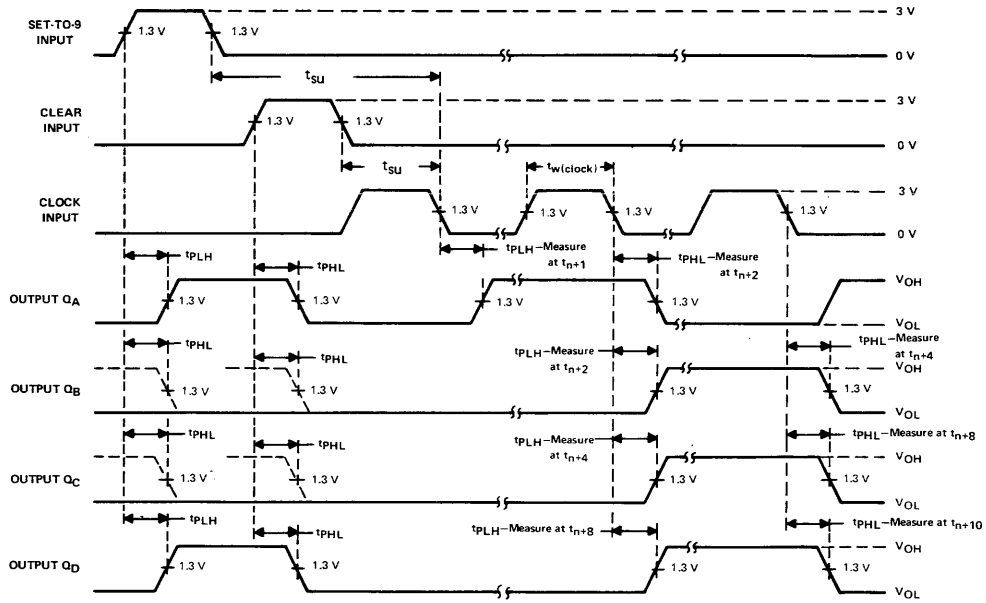 SET-TO-9
INPUT
1.3 V
1.3 V
3 V
0 V
tsu
CLEAR
INPUT
1.3 V
1.3 V
3 V
0 V
tsu
tw(clock)
CLOCK
INPUT
1.3 V
1.3 V
1.3 V
1.3 V
3 V
0 V
tPLH
tPHL
tPLH–Measure
at tn+1
tPHL–Measure
at tn+2
OUTPUT QA
1.3 V
1.3 V
1.3 V
1.3 V
VOH
VOL
tPHL
tPHL
tPLH–Measure
at tn+2
tPHL–Measure
at tn+4
OUTPUT QB
1.3 V
1.3 V
1.3 V
1.3 V
VOH
VOL
tPHL
tPHL
tPLH–Measure
at tn+4
tPHL–Measure at tn+8
OUTPUT QC
1.3 V
1.3 V
1.3 V
1.3 V
VOH
VOL
tPLH
tPHL
tPLH–Measure at tn+8
tPHL–Measure at tn+10
OUTPUT QD
1.3 V
1.3 V
1.3 V
1.3 V
VOH
VOL